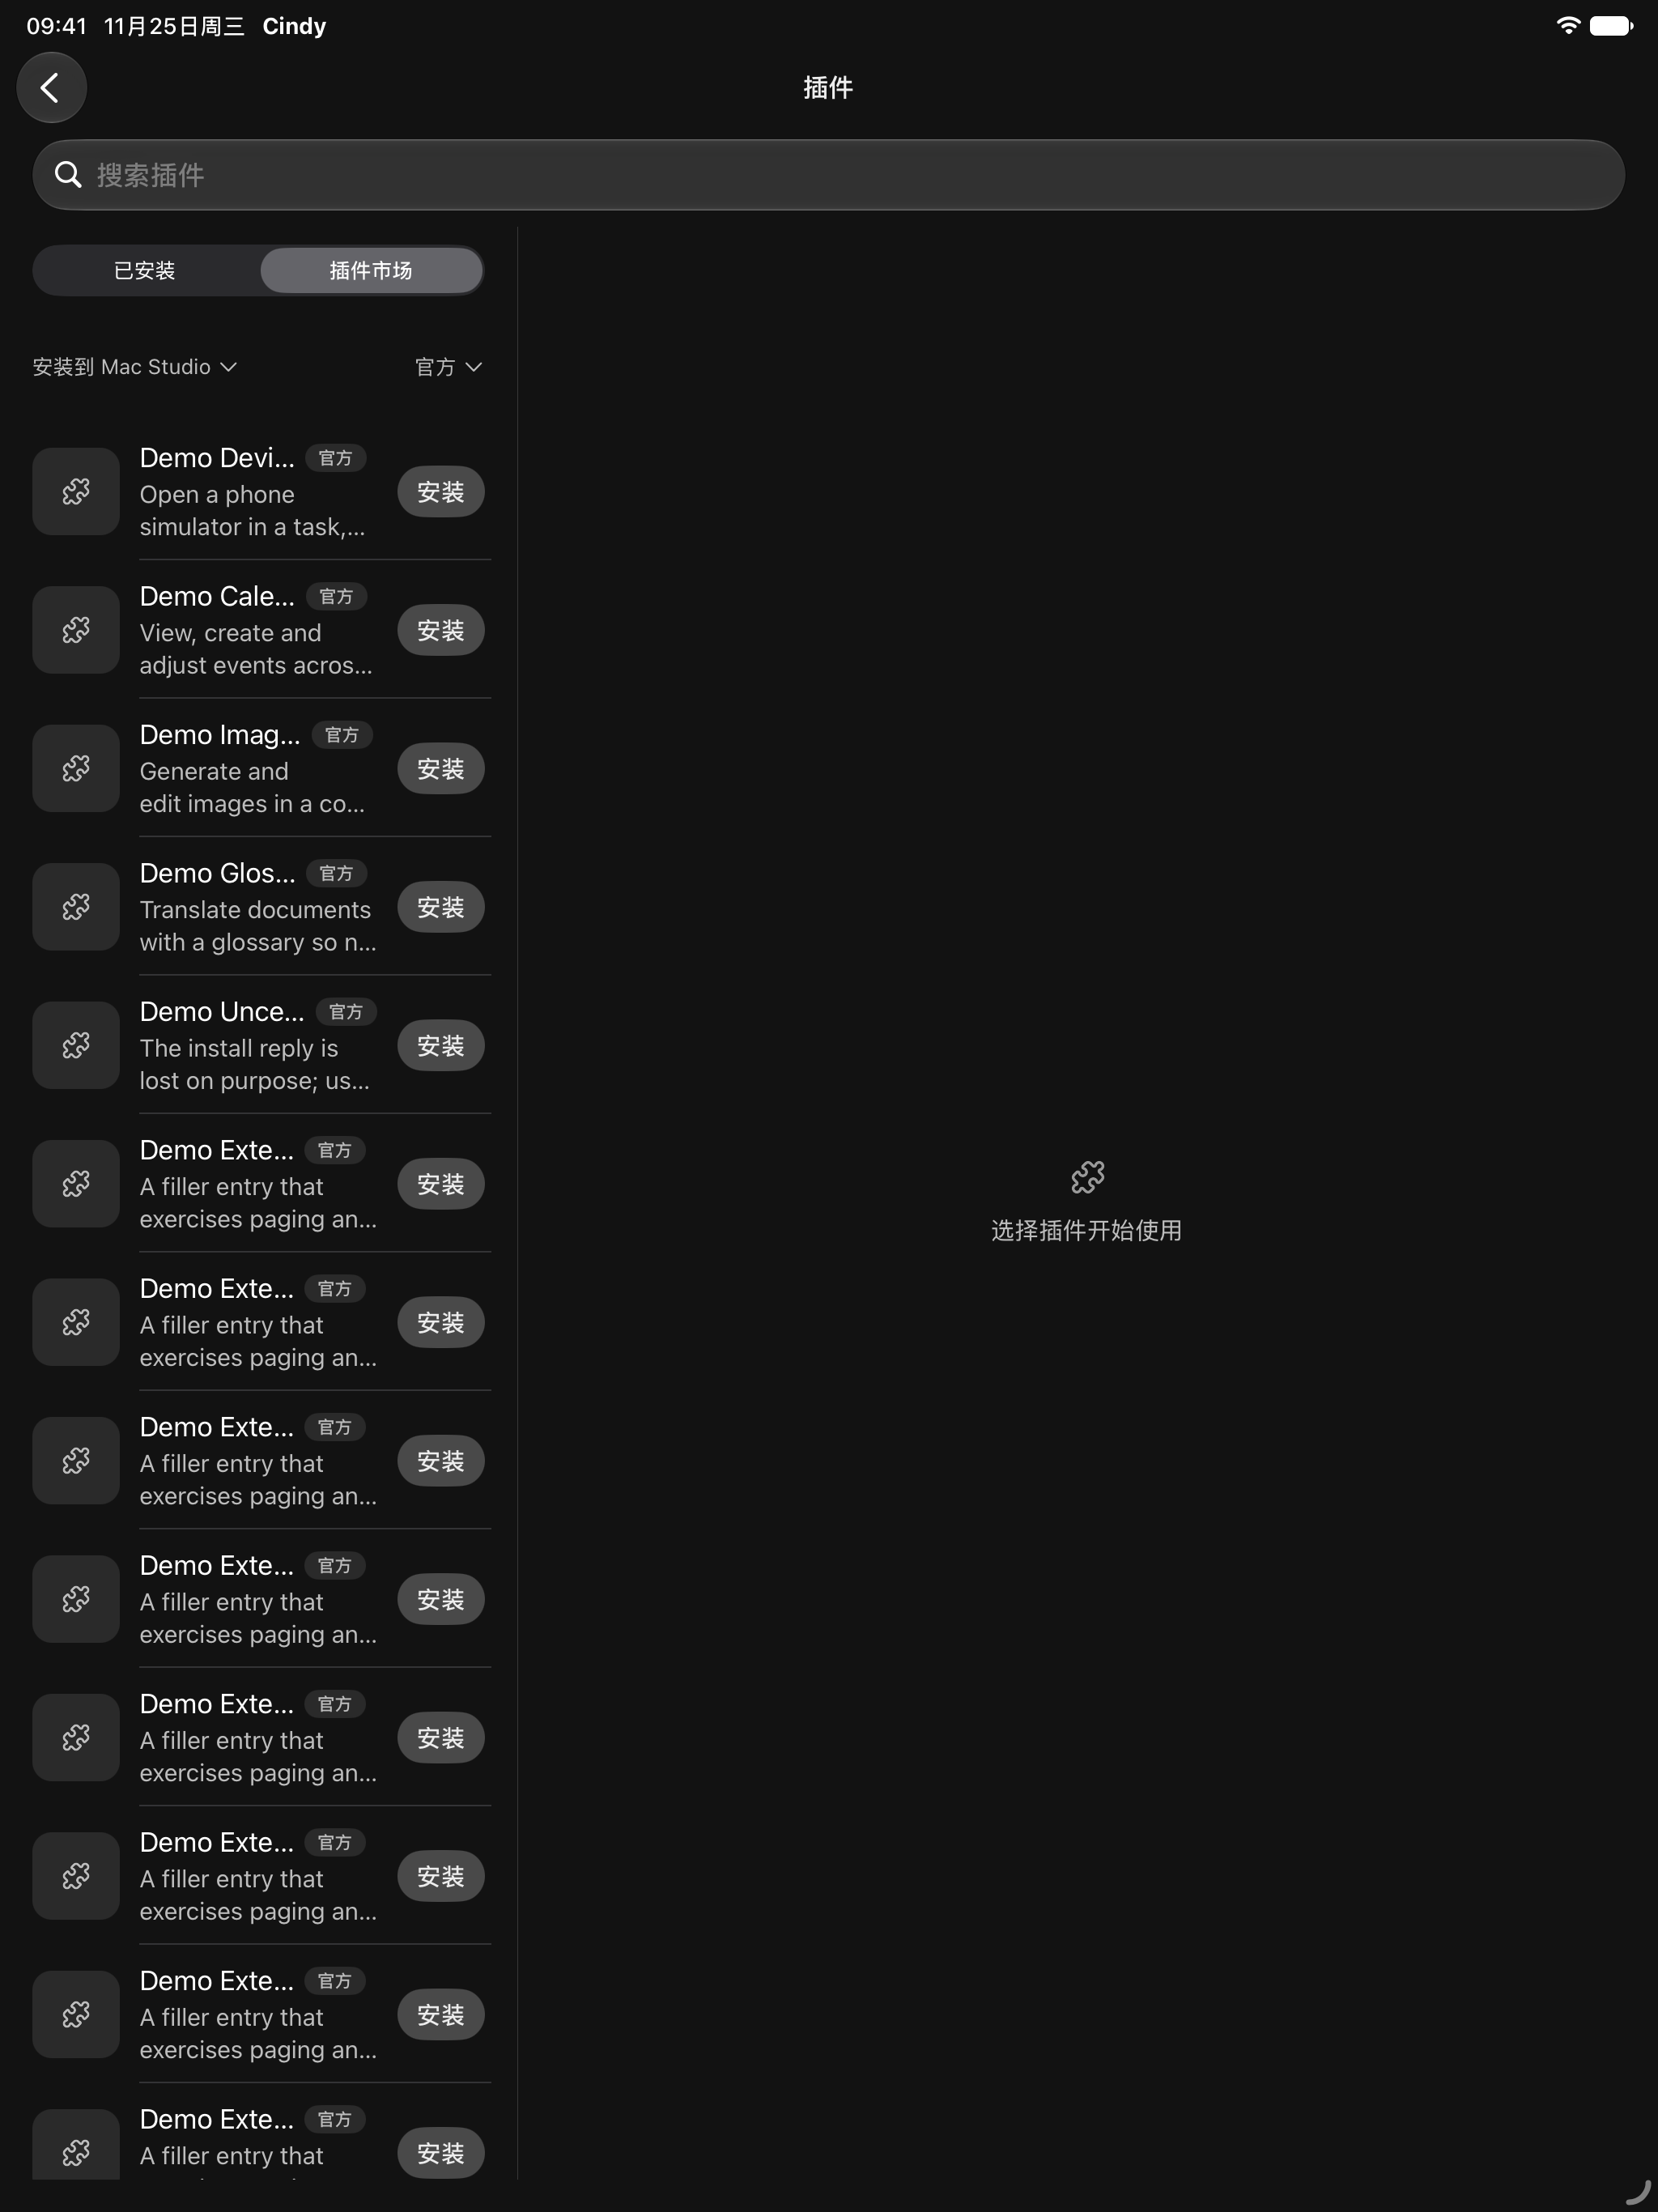 09:41 11月25日周三 Cindy
插件
搜索插件
已安装 插件市场
安装到 Mac Studio 官方
Demo Devi... 官方
Open a phone
simulator in a task,...
安装
Demo Cale... 官方
View, create and
adjust events acros...
安装
Demo Imag... 官方
Generate and
edit images in a co...
安装
Demo Glos... 官方
Translate documents
with a glossary so n...
安装
Demo Unce... 官方
The install reply is
lost on purpose; us...
安装
Demo Exte... 官方
A filler entry that
exercises paging an...
安装
Demo Exte... 官方
A filler entry that
exercises paging an...
安装
Demo Exte... 官方
A filler entry that
exercises paging an...
安装
Demo Exte... 官方
A filler entry that
exercises paging an...
安装
Demo Exte... 官方
A filler entry that
exercises paging an...
安装
Demo Exte... 官方
A filler entry that
exercises paging an...
安装
Demo Exte... 官方
A filler entry that
exercises paging an...
安装
Demo Exte... 官方
A filler entry that
安装
选择插件开始使用